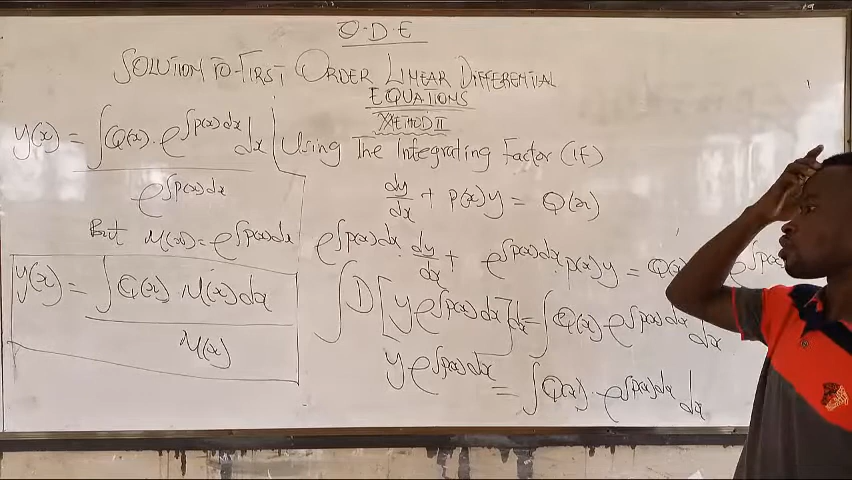 O.D.E
SOLUTION TO FIRST ORDER LINEAR DIFFERENTIAL
EQUATIONS
METHOD II
Using The Integrating Factor (IF)
dy/dx + p(x)y = Q(x)
e^∫p(x)dx . dy/dx + e^∫p(x)dx . p(x)y = Q(x) e^∫p(x)
∫D[y e^∫p(x)dx]dx = ∫Q(x) . e^∫p(x)dx dx
y e^∫p(x)dx = ∫Q(x) . e^∫p(x)dx dx
y(x) = ∫Q(x) . e^∫p(x)dx dx
e^∫p(x)dx
But M(x) = e^∫p(x)dx
y(x) = ∫Q(x) . M(x)dx
M(x)